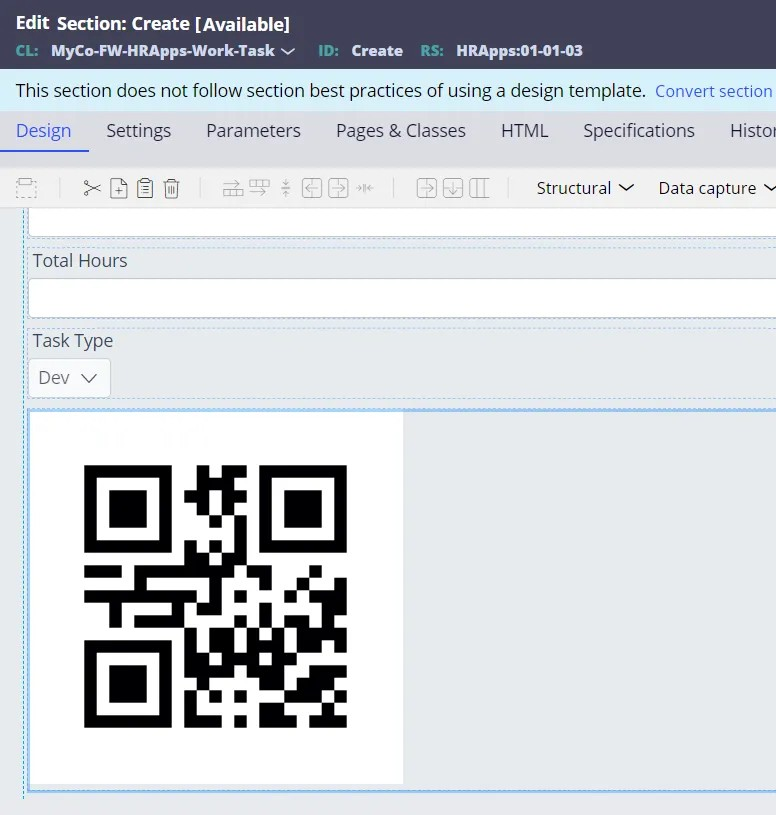 Edit Section: Create [Available]
CL: MyCo-FW-HRApps-Work-Task ID: Create RS: HRApps:01-01-03
This section does not follow section best practices of using a design template. Convert section
Design Settings Parameters Pages & Classes HTML Specifications Histor
Structural Data capture
Total Hours
Task Type
Dev